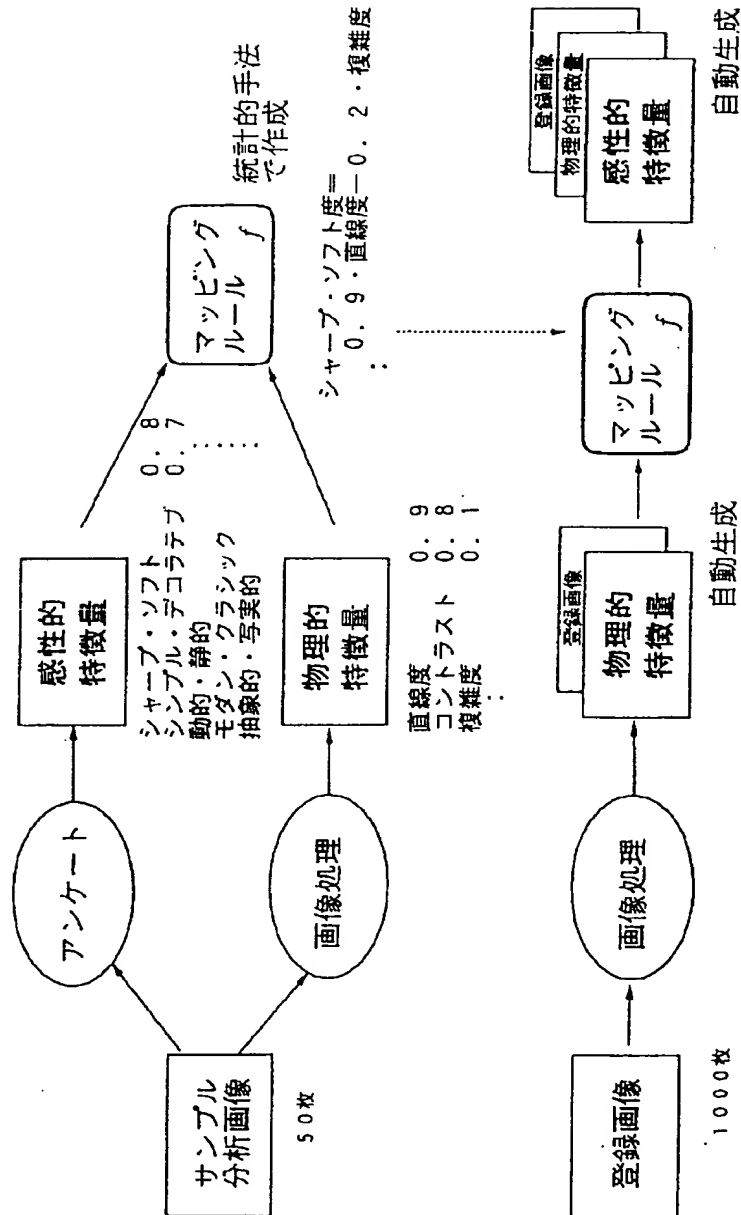 サンプル
分析画像
50枚
アンケート
感性的
特徴量
シャープ・ソフト 0.8
シンプル・デコラテブ 0.7
動的・静的 :
モダン・クラシック :
抽象的・写実的
画像処理
物理的
特徴量
直線度 0.9
コントラスト 0.8
複雑度 0.1
:
マッピング
ルール f
統計的手法
で作成
シャープ・ソフト度=
0.9・直線度−0.2・複雑度
:
登録画像
1000枚
画像処理
登録画像
物理的
特徴量
自動生成
マッピング
ルール f
登録画像
物理的特徴量
感性的
特徴量
自動生成